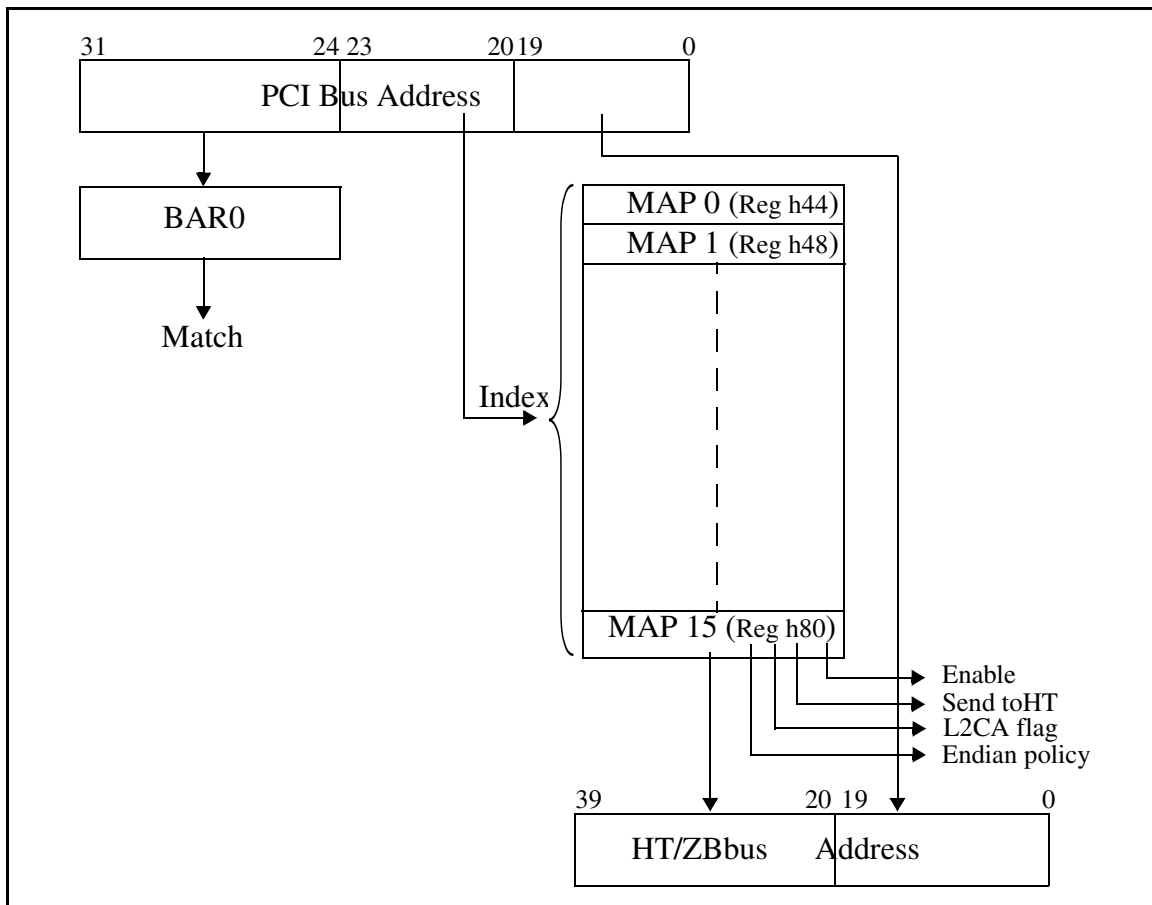 31 24 23 20 19 0
PCI Bus Address
BAR0
MAP 0 (Reg h44)
MAP 1 (Reg h48)
Match
Index
MAP 15 (Reg h80)
Enable
Send toHT
L2CA flag
Endian policy
39 20 19 0
HT/ZBbus Address